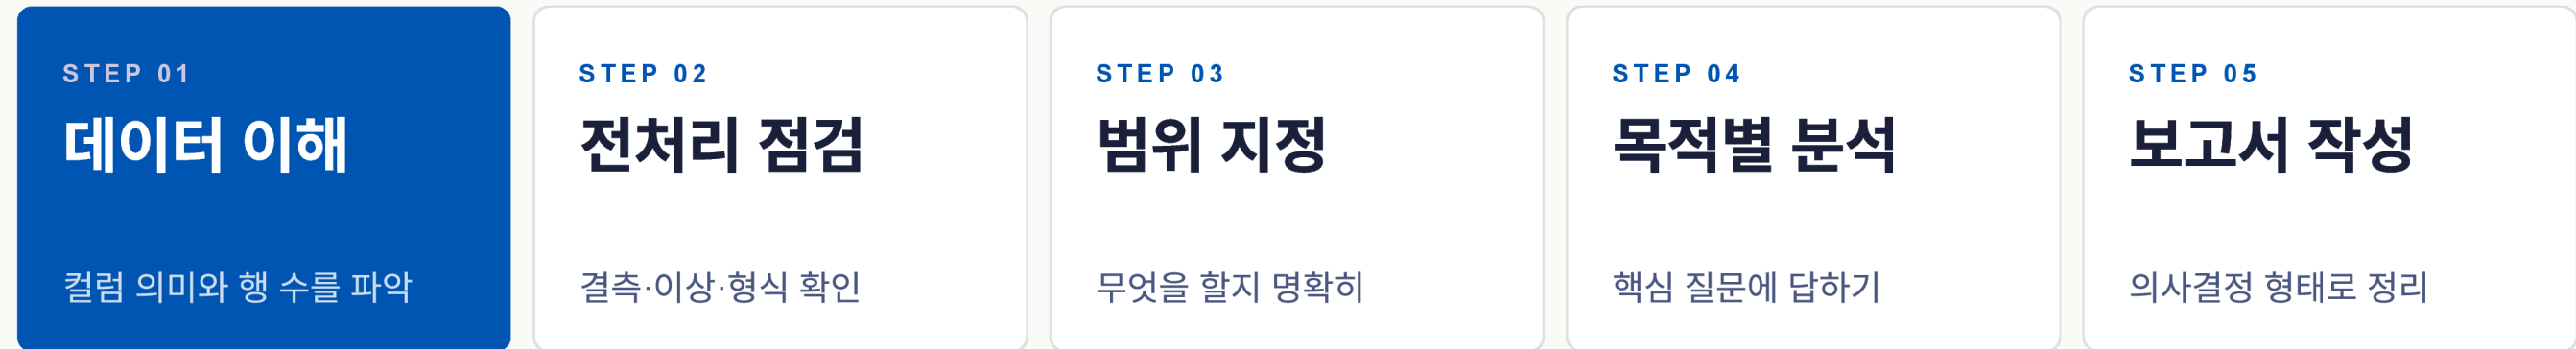 STEP 01
데이터 이해
컬럼 의미와 행 수를 파악
STEP 02
전처리 점검
결측·이상·형식 확인
STEP 03
범위 지정
무엇을 할지 명확히
STEP 04
목적별 분석
핵심 질문에 답하기
STEP 05
보고서 작성
의사결정 형태로 정리